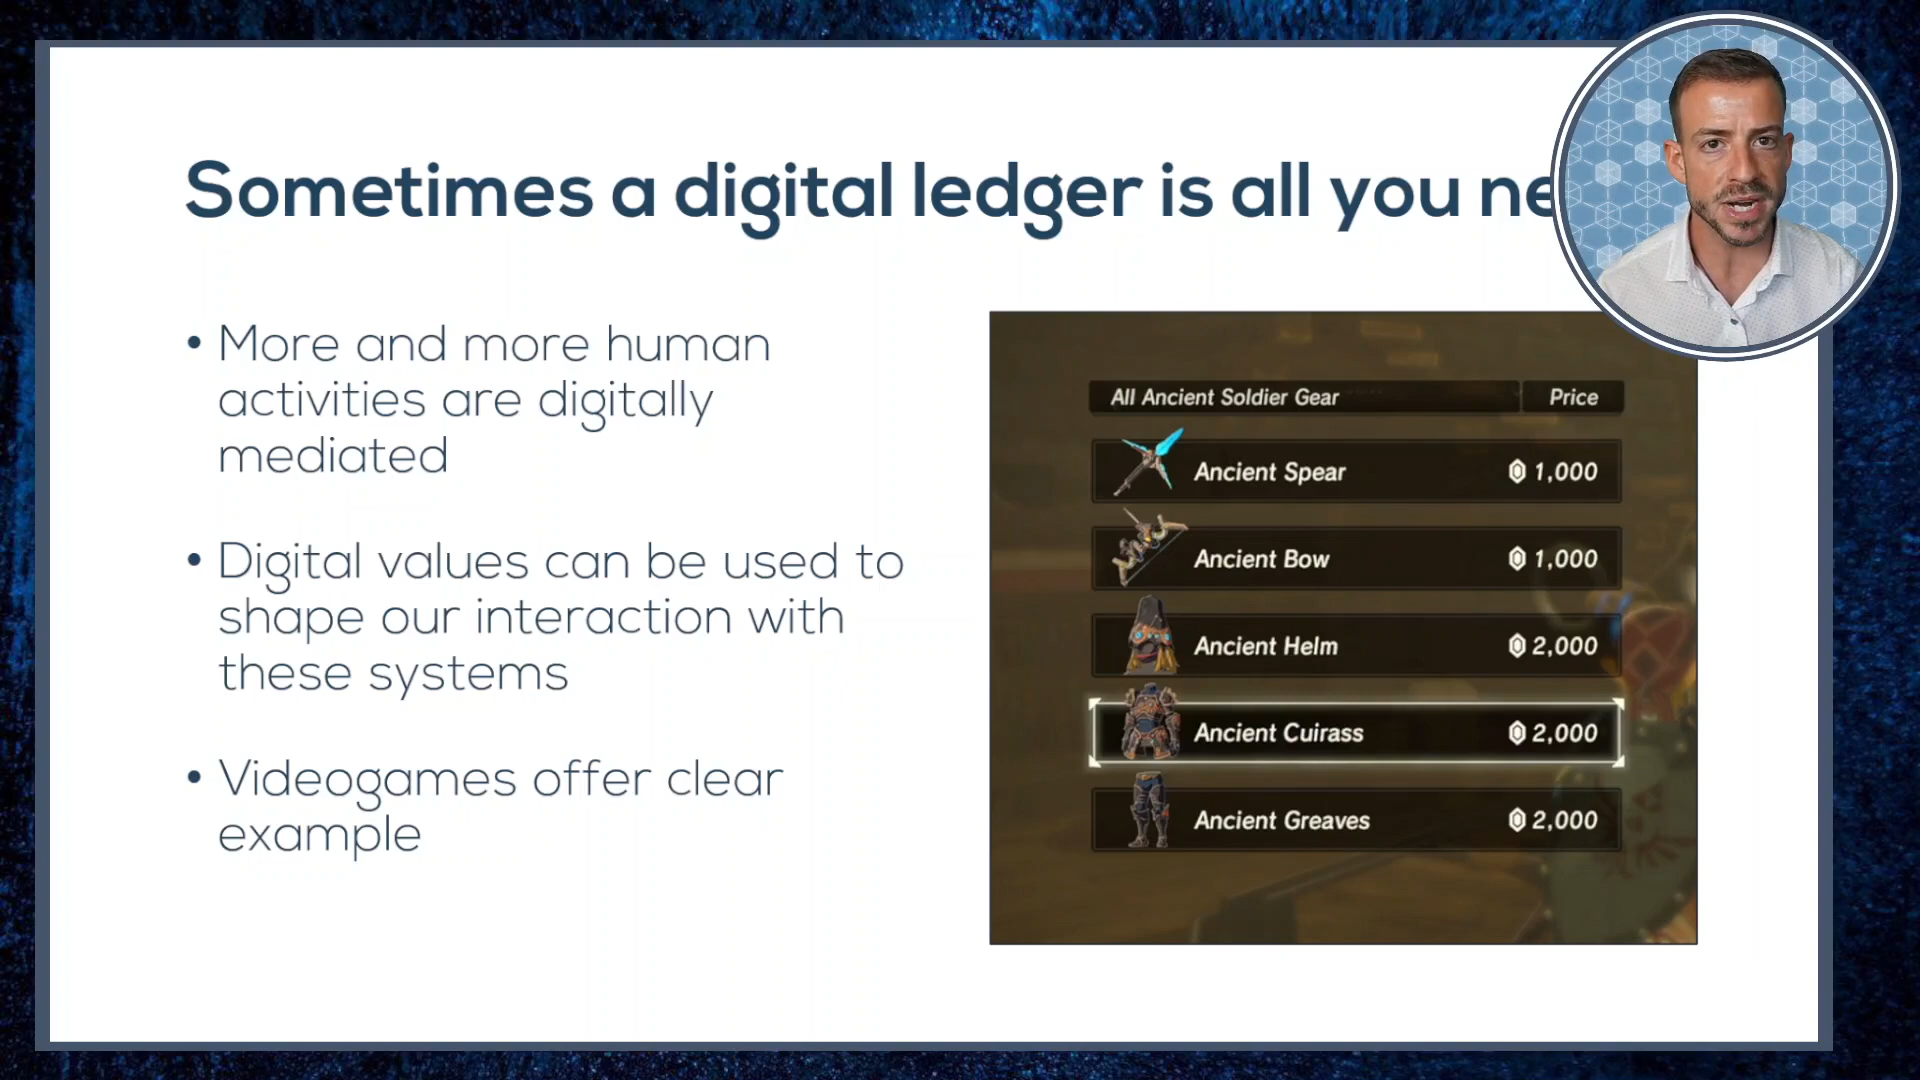 Sometimes a digital ledger is all you ne
• More and more human
activities are digitally
mediated
• Digital values can be used to
shape our interaction with
these systems
• Videogames offer clear
example
All Ancient Soldier Gear Price
Ancient Spear 1,000
Ancient Bow 1,000
Ancient Helm 2,000
Ancient Cuirass 2,000
Ancient Greaves 2,000